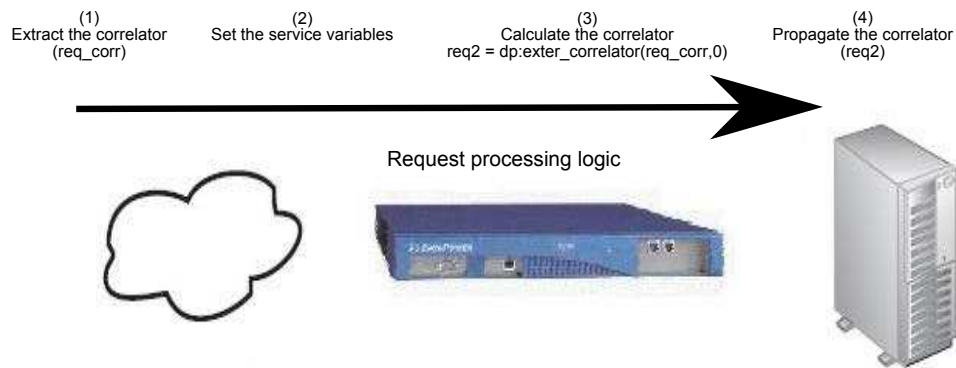 (1)
Extract the correlator
(req_corr)
(2)
Set the service variables
(3)
Calculate the correlator
req2 = dp:exter_correlator(req_corr,0)
(4)
Propagate the correlator
(req2)
Request processing logic